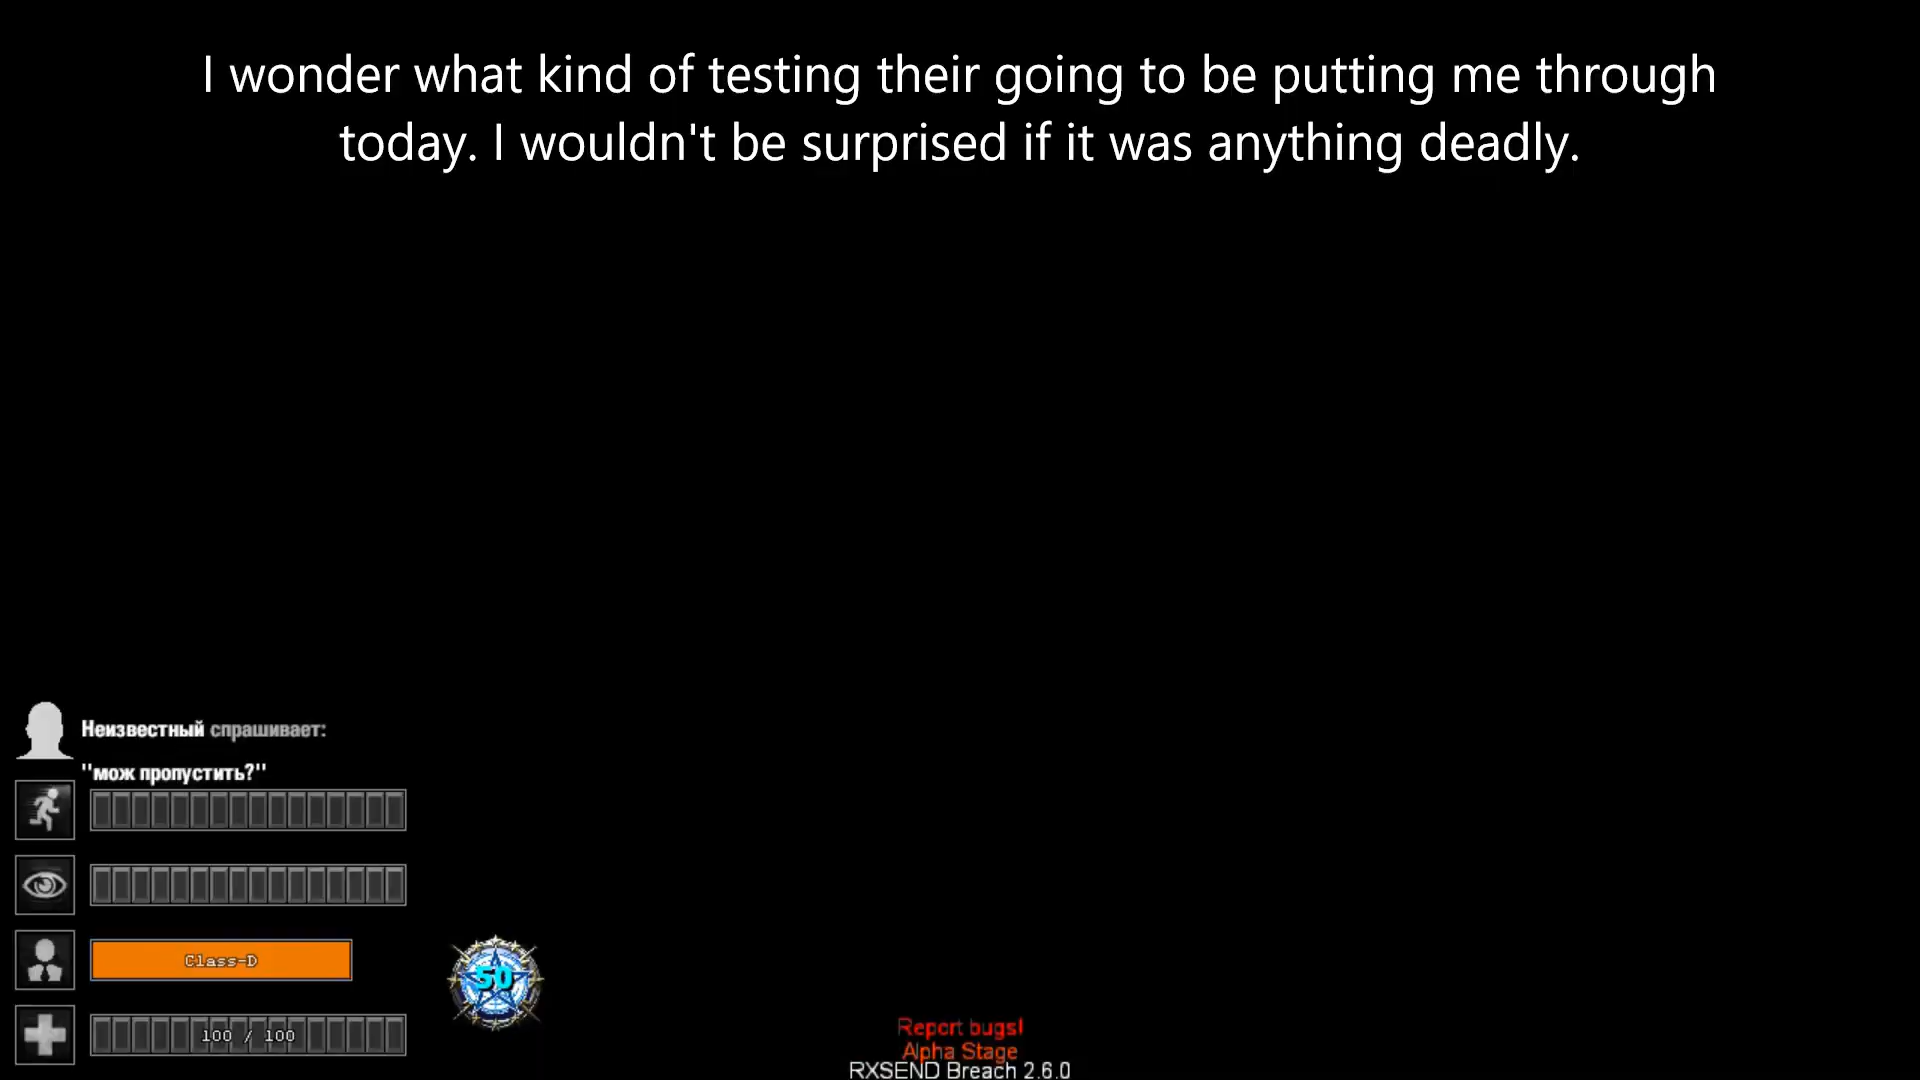 I wonder what kind of testing their going to be putting me through
today. I wouldn't be surprised if it was anything deadly.
Неизвестный спрашивает:
"мож пропустить?"
Class-D
50
100 / 100
Report bugs!
Alpha Stage
RXSEND Breach 2.6.0